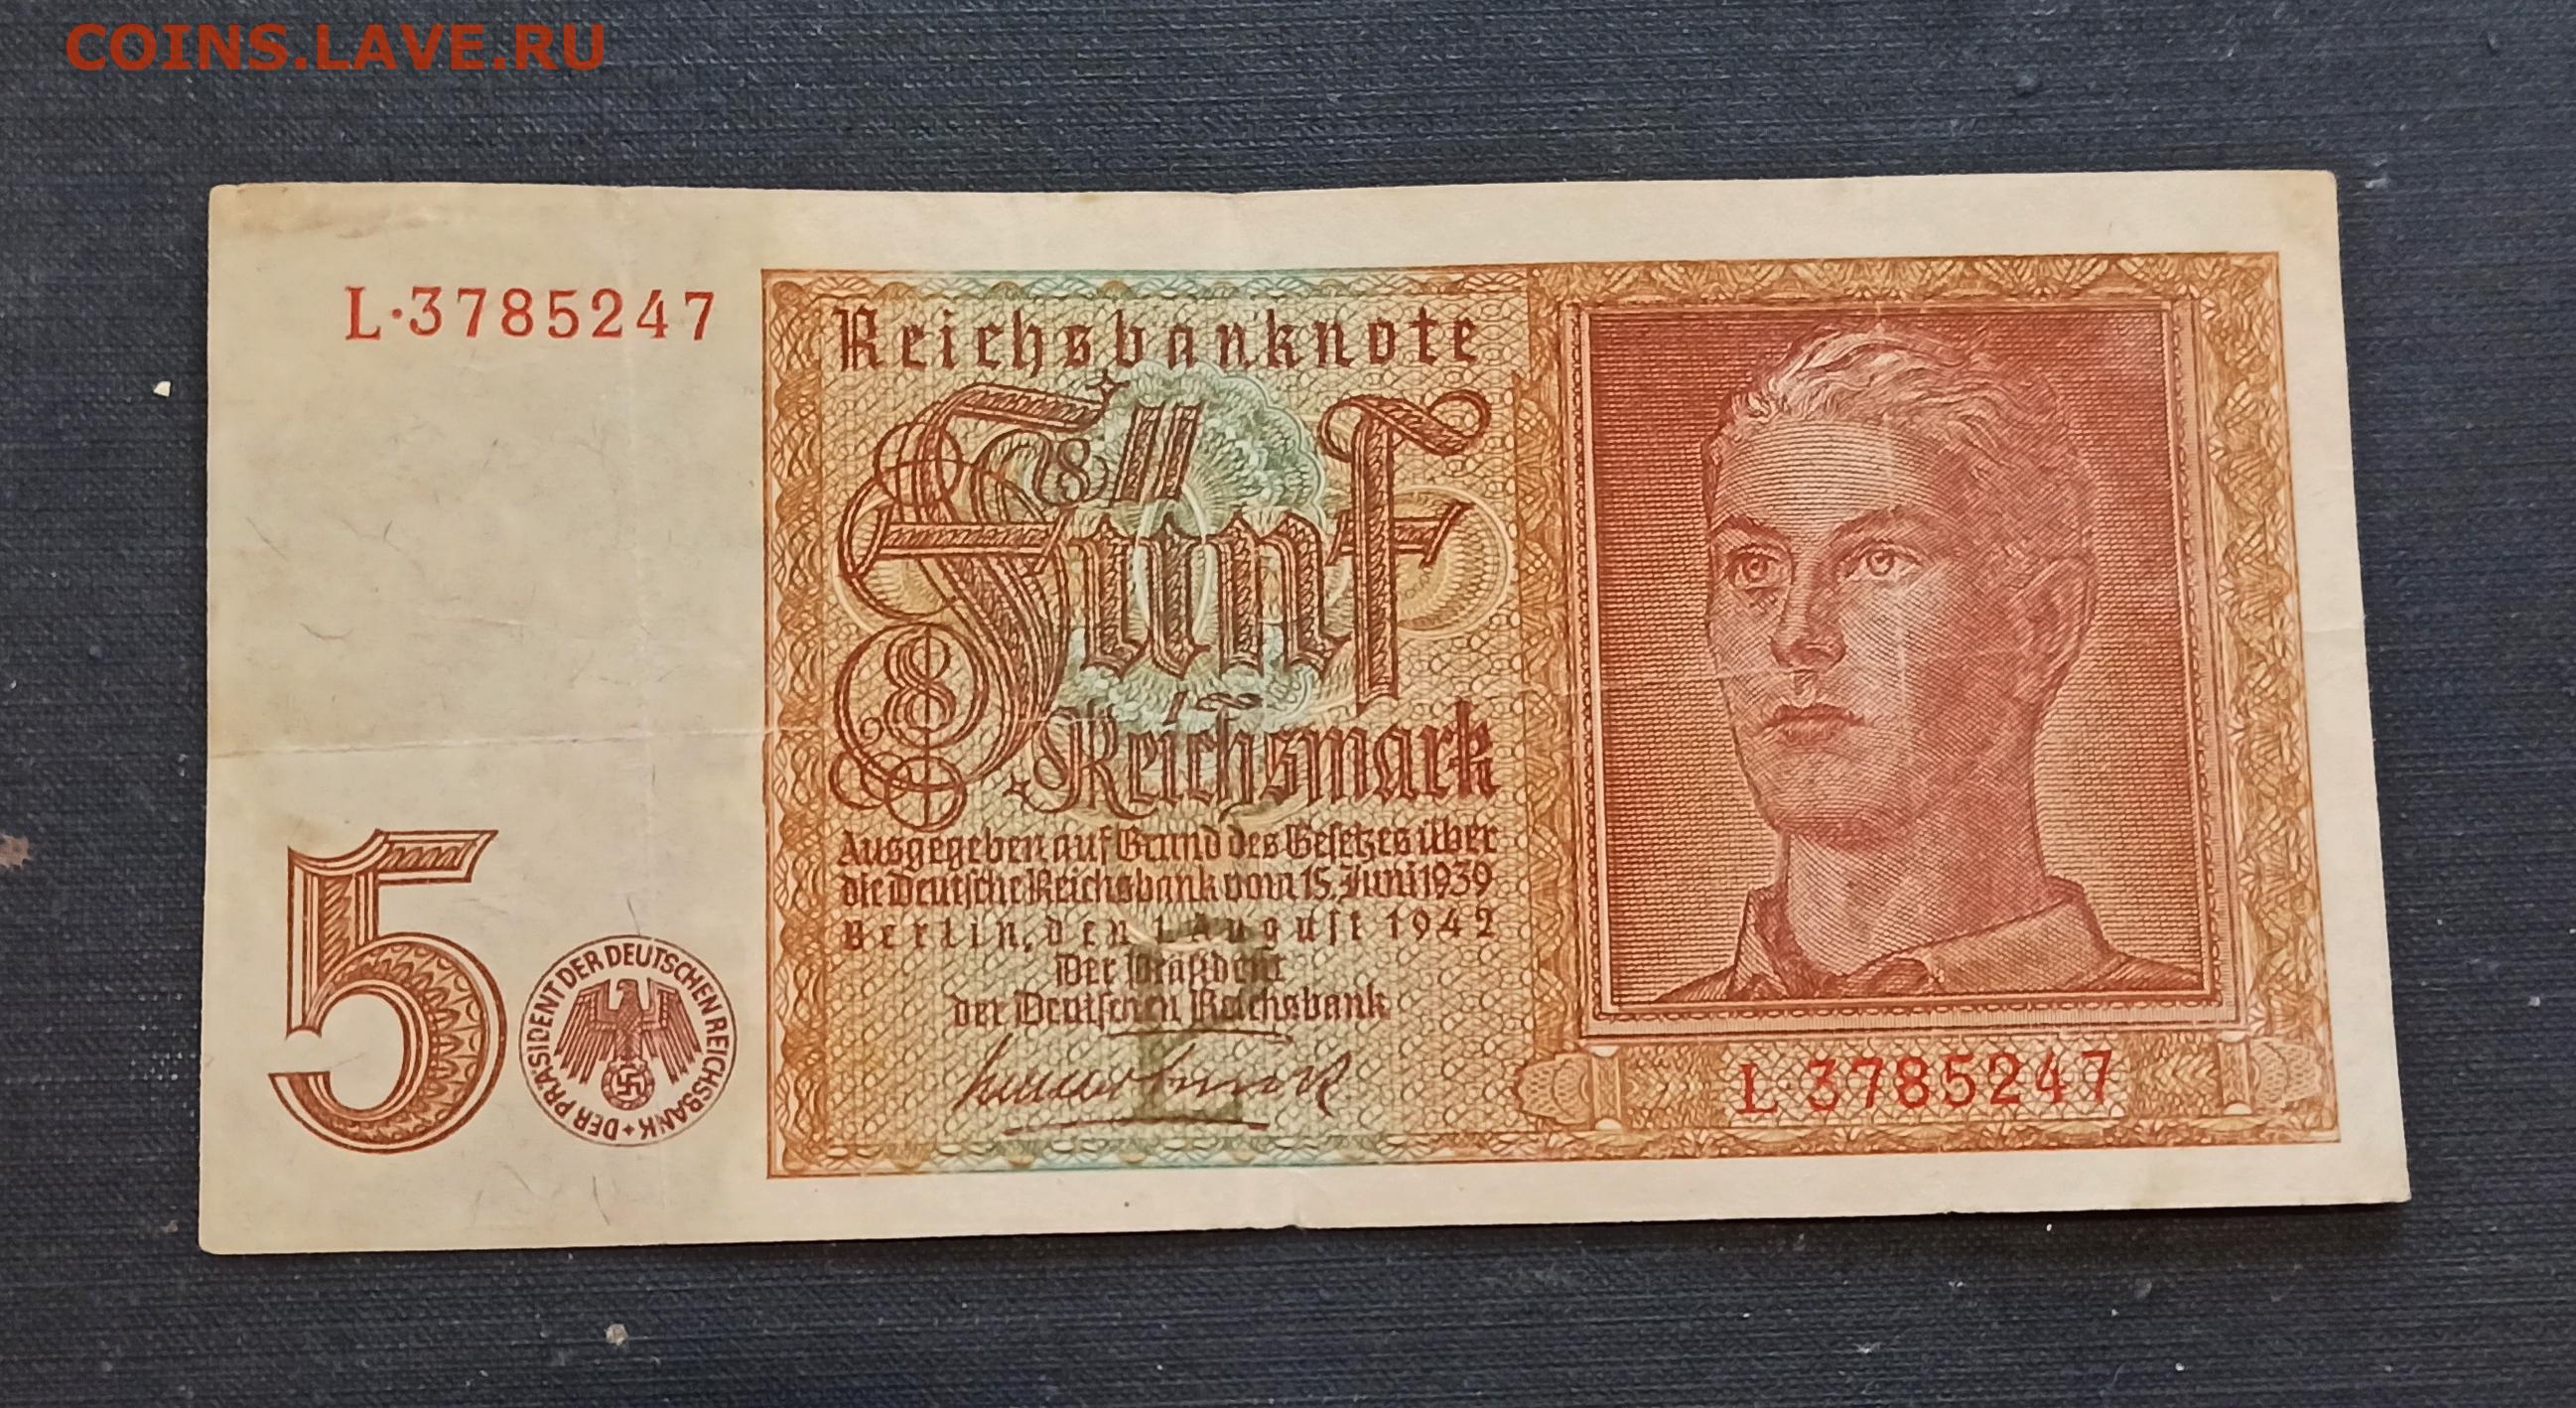 COINS.LAVE.RU
L·3785247
Reichsbanknote
Fünf
Reichsmark
Ausgegeben auf Grund des Gesetzes über
die Deutsche Reichsbank vom 15. Juni 1939
Berlin, den 1. August 1942
Der Präsident
der Deutschen Reichsbank
5
DER PRÄSIDENT DER DEUTSCHEN REICHSBANK
L·3785247